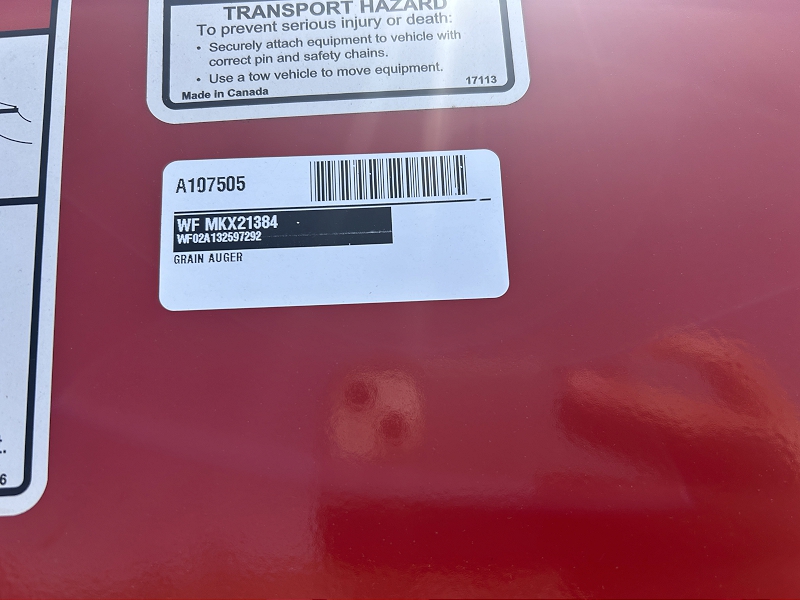 TRANSPORT HAZARD
To prevent serious injury or death:
• Securely attach equipment to vehicle with
correct pin and safety chains.
• Use a tow vehicle to move equipment.
17113
Made in Canada
A107505
WF MKX21384
WF02A132597292
GRAIN AUGER
6